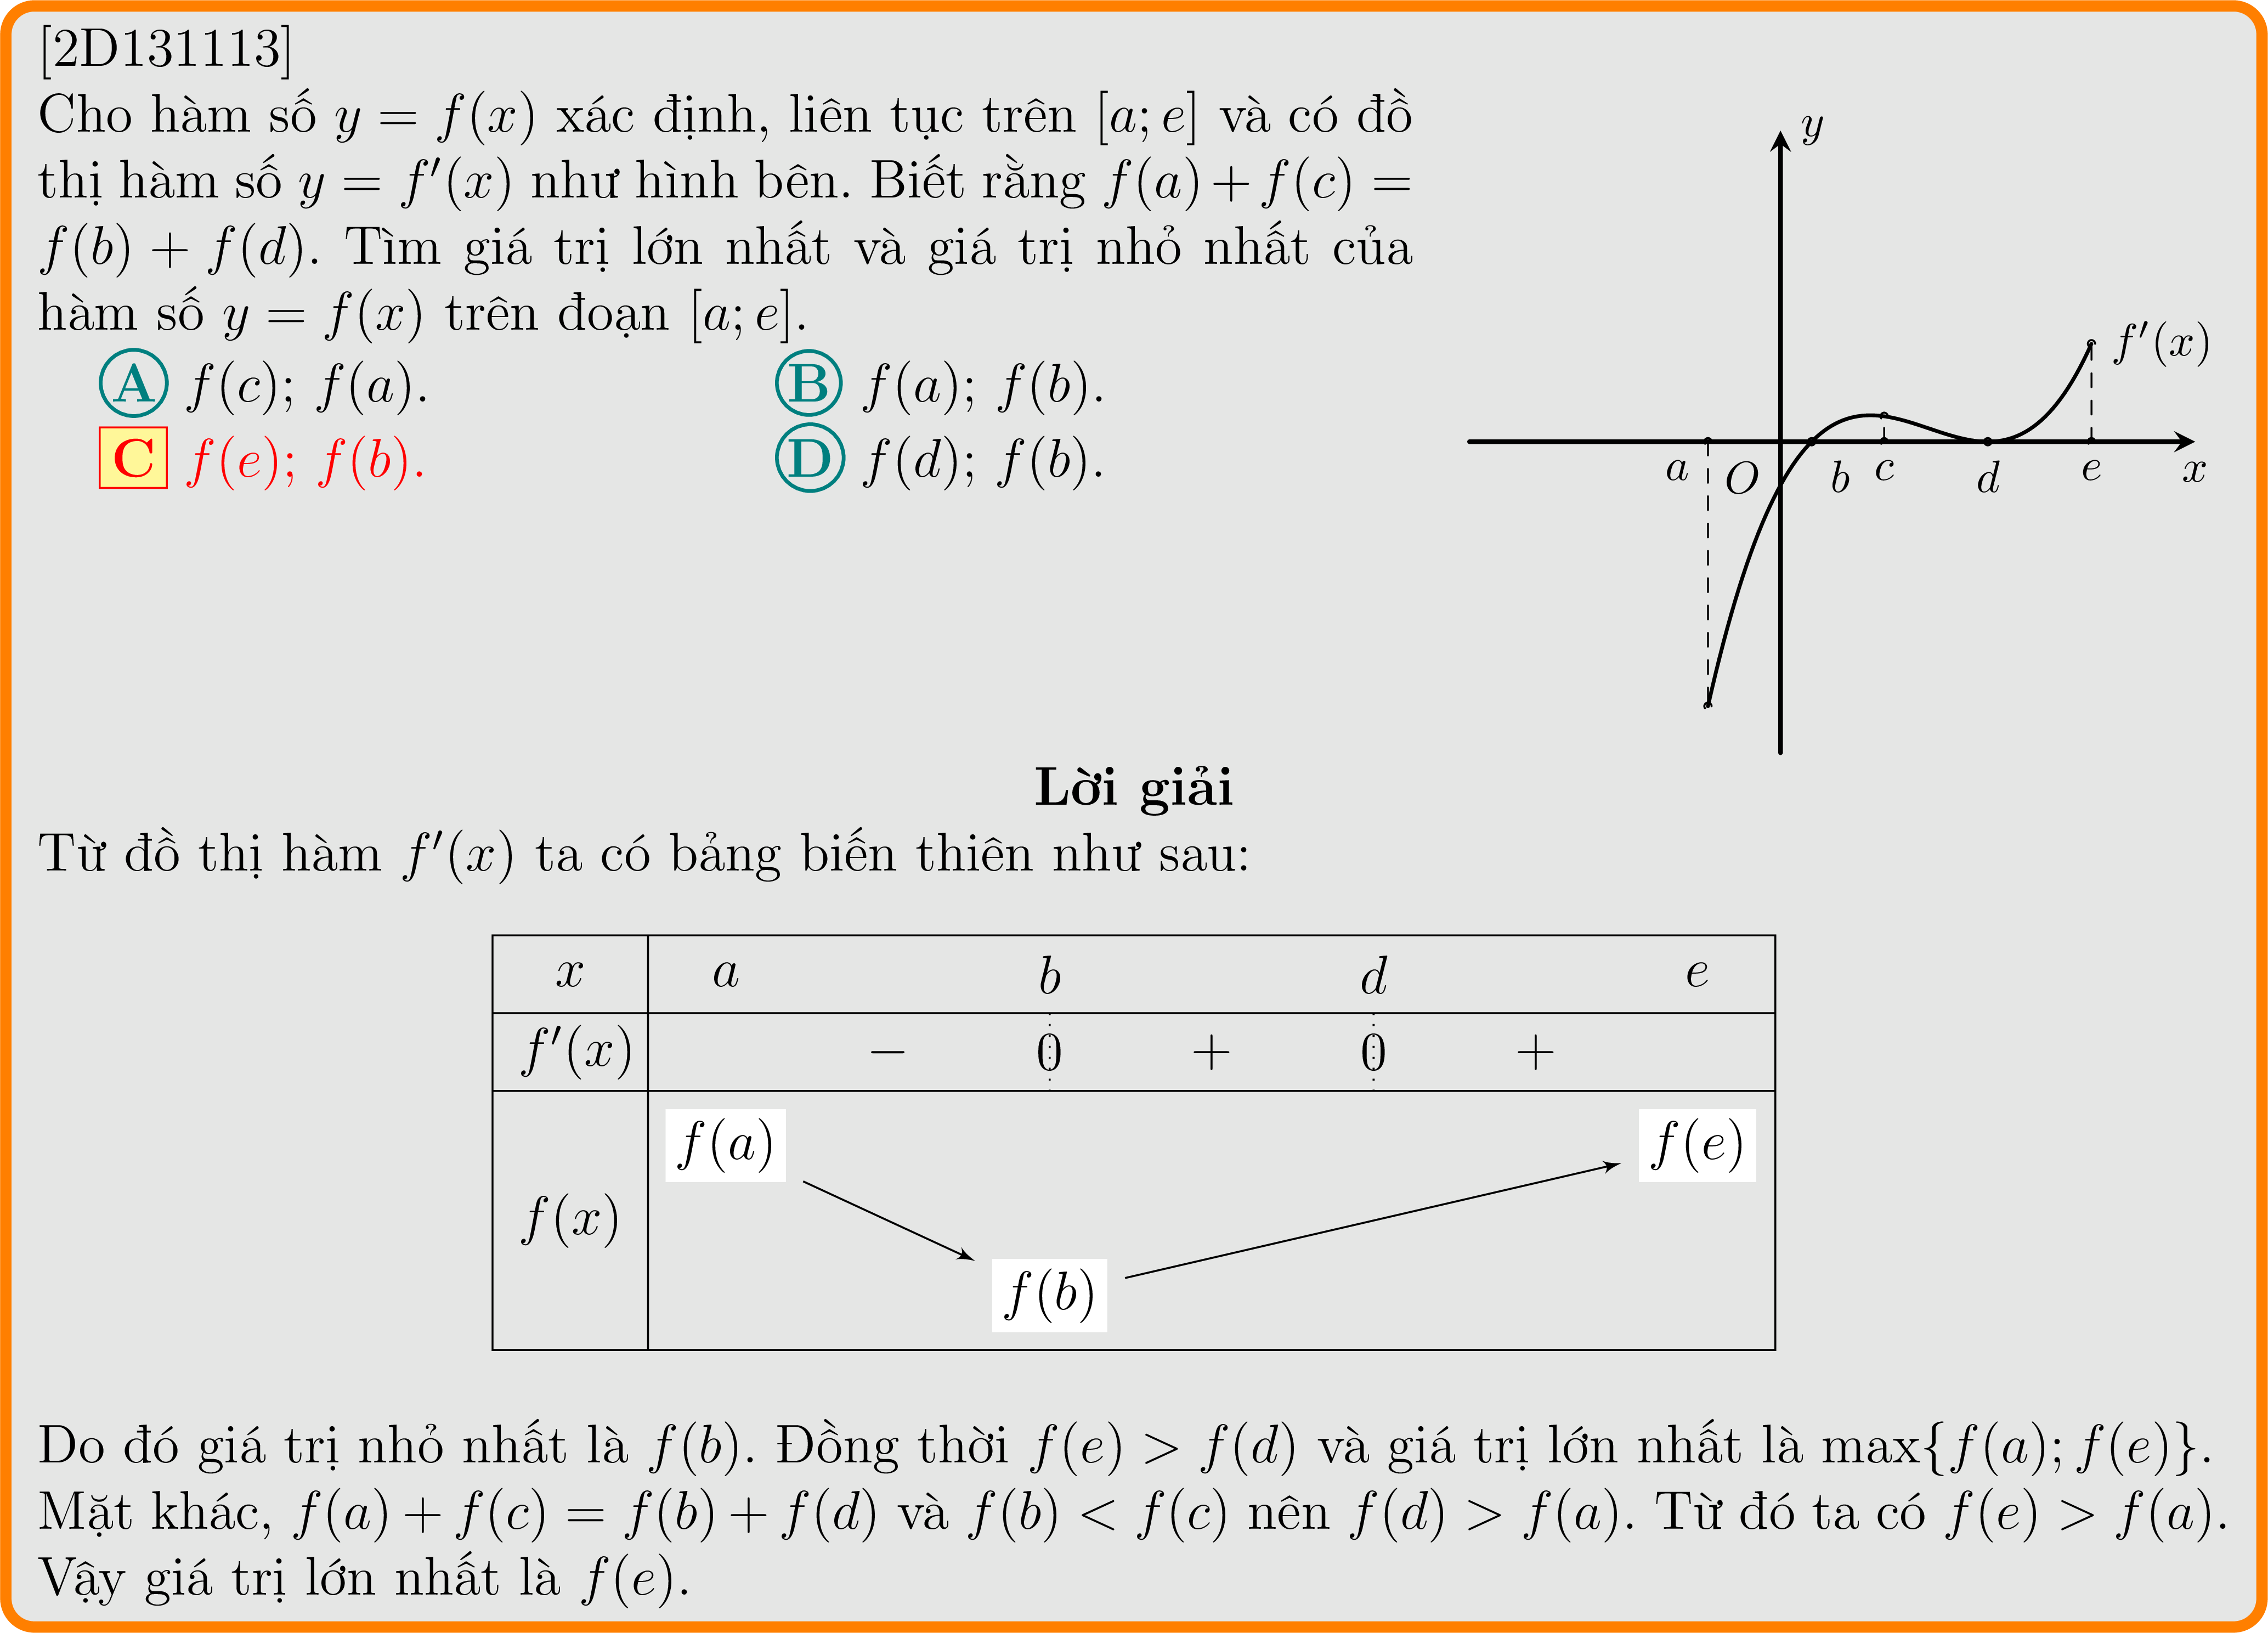 [2D131113]
Cho hàm số y = f(x) xác định, liên tục trên [a; e] và có đồ
thị hàm số y = f′(x) như hình bên. Biết rằng f(a) + f(c) =
f(b) + f(d). Tìm giá trị lớn nhất và giá trị nhỏ nhất của
hàm số y = f(x) trên đoạn [a; e].
A f(c); f(a). B f(a); f(b).
C f(e); f(b). D f(d); f(b).
y
f′(x)
a O b c d e x
Lời giải
Từ đồ thị hàm f′(x) ta có bảng biến thiên như sau:
x a b d e
f′(x) − 0 + 0 +
f(a) f(e)
f(x)
f(b)
Do đó giá trị nhỏ nhất là f(b). Đồng thời f(e) > f(d) và giá trị lớn nhất là max{f(a); f(e)}.
Mặt khác, f(a) + f(c) = f(b) + f(d) và f(b) < f(c) nên f(d) > f(a). Từ đó ta có f(e) > f(a).
Vậy giá trị lớn nhất là f(e).